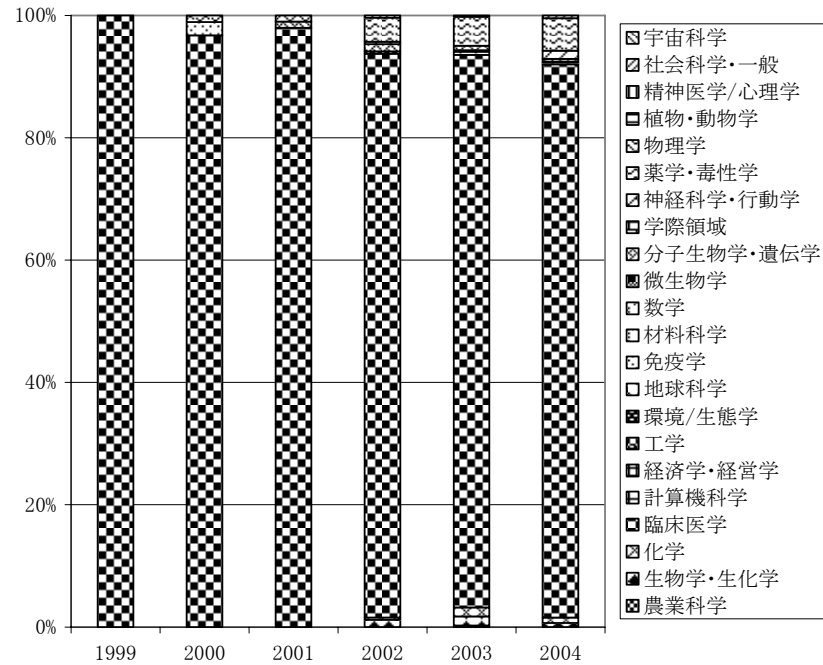 100%
80%
60%
40%
20%
0%
1999 2000 2001 2002 2003 2004
宇宙科学
社会科学・一般
精神医学/心理学
植物・動物学
物理学
薬学・毒性学
神経科学・行動学
学際領域
分子生物学・遺伝学
微生物学
数学
材料科学
免疫学
地球科学
環境/生態学
工学
経済学・経営学
計算機科学
臨床医学
化学
生物学・生化学
農業科学